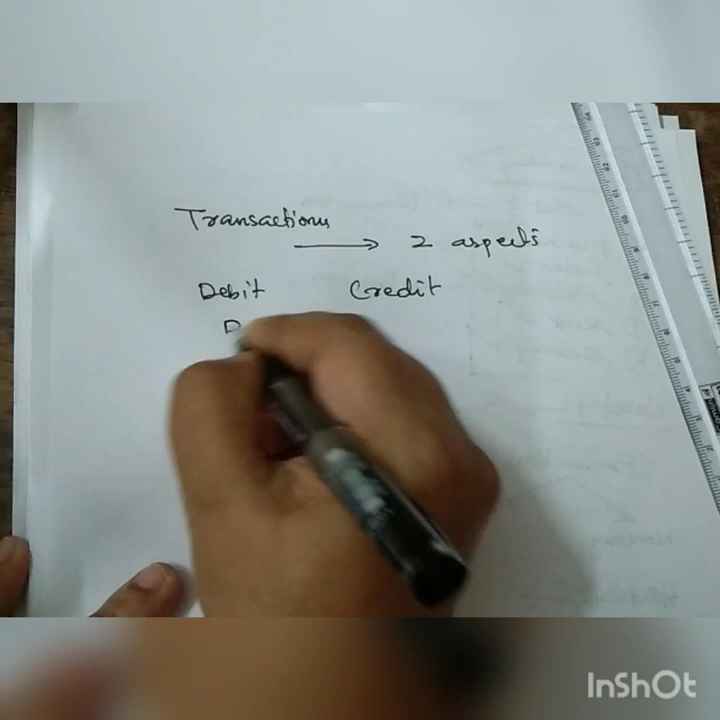 Transactions
→ 2 aspects
Debit Credit
D
InShOt